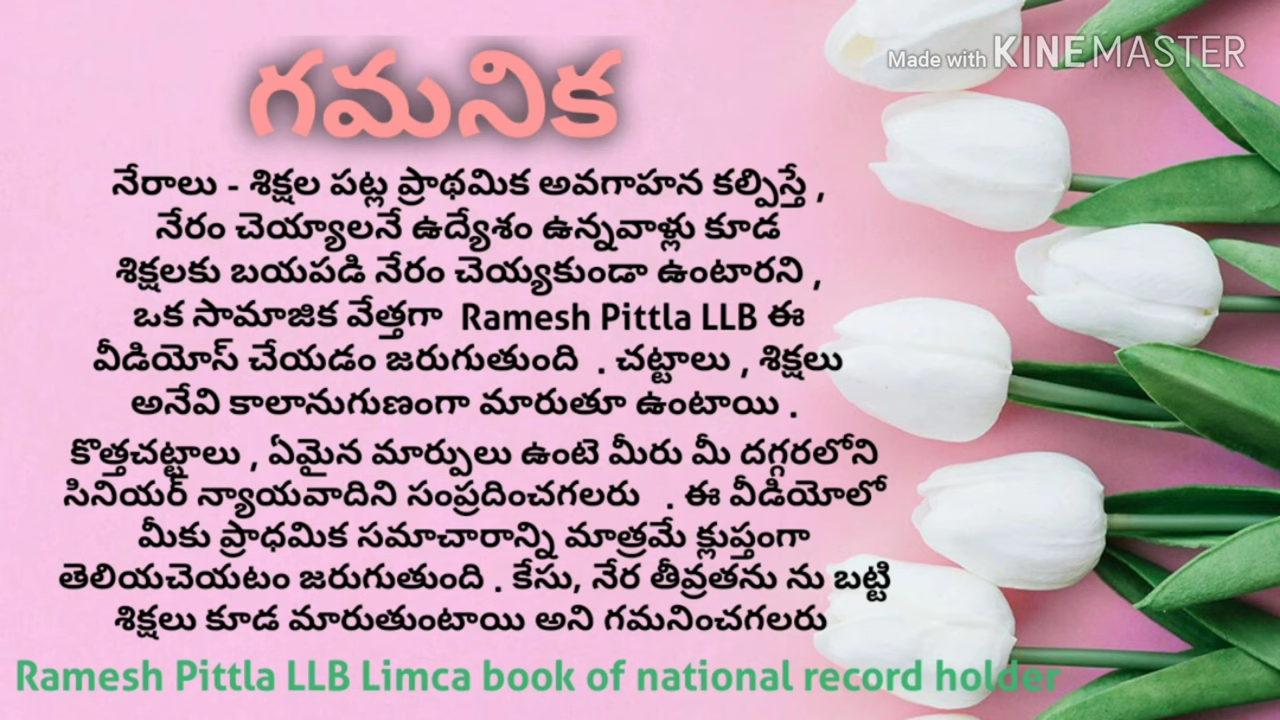 Made with KINEMASTER
గమనిక
నేరాలు - శిక్షల పట్ల ప్రాథమిక అవగాహన కల్పిస్తే ,
నేరం చెయ్యాలనే ఉద్యేశం ఉన్నవాళ్లు కూడ
శిక్షలకు బయపడి నేరం చెయ్యకుండా ఉంటారని ,
ఒక సామాజిక వేత్తగా Ramesh Pittla LLB ఈ
వీడియోస్ చేయడం జరుగుతుంది . చట్టాలు , శిక్షలు
అనేవి కాలానుగుణంగా మారుతూ ఉంటాయి .
కొత్తచట్టాలు , ఏమైన మార్పులు ఉంటె మీరు మీ దగ్గరలోని
సినియర్ న్యాయవాదిని సంప్రదించగలరు . ఈ వీడియోలో
మీకు ప్రాధమిక సమాచారాన్ని మాత్రమే క్లుప్తంగా
తెలియచెయటం జరుగుతుంది . కేసు, నేర తీవ్రతను ను బట్టి
శిక్షలు కూడ మారుతుంటాయి అని గమనించగలరు
Ramesh Pittla LLB Limca book of national record holder